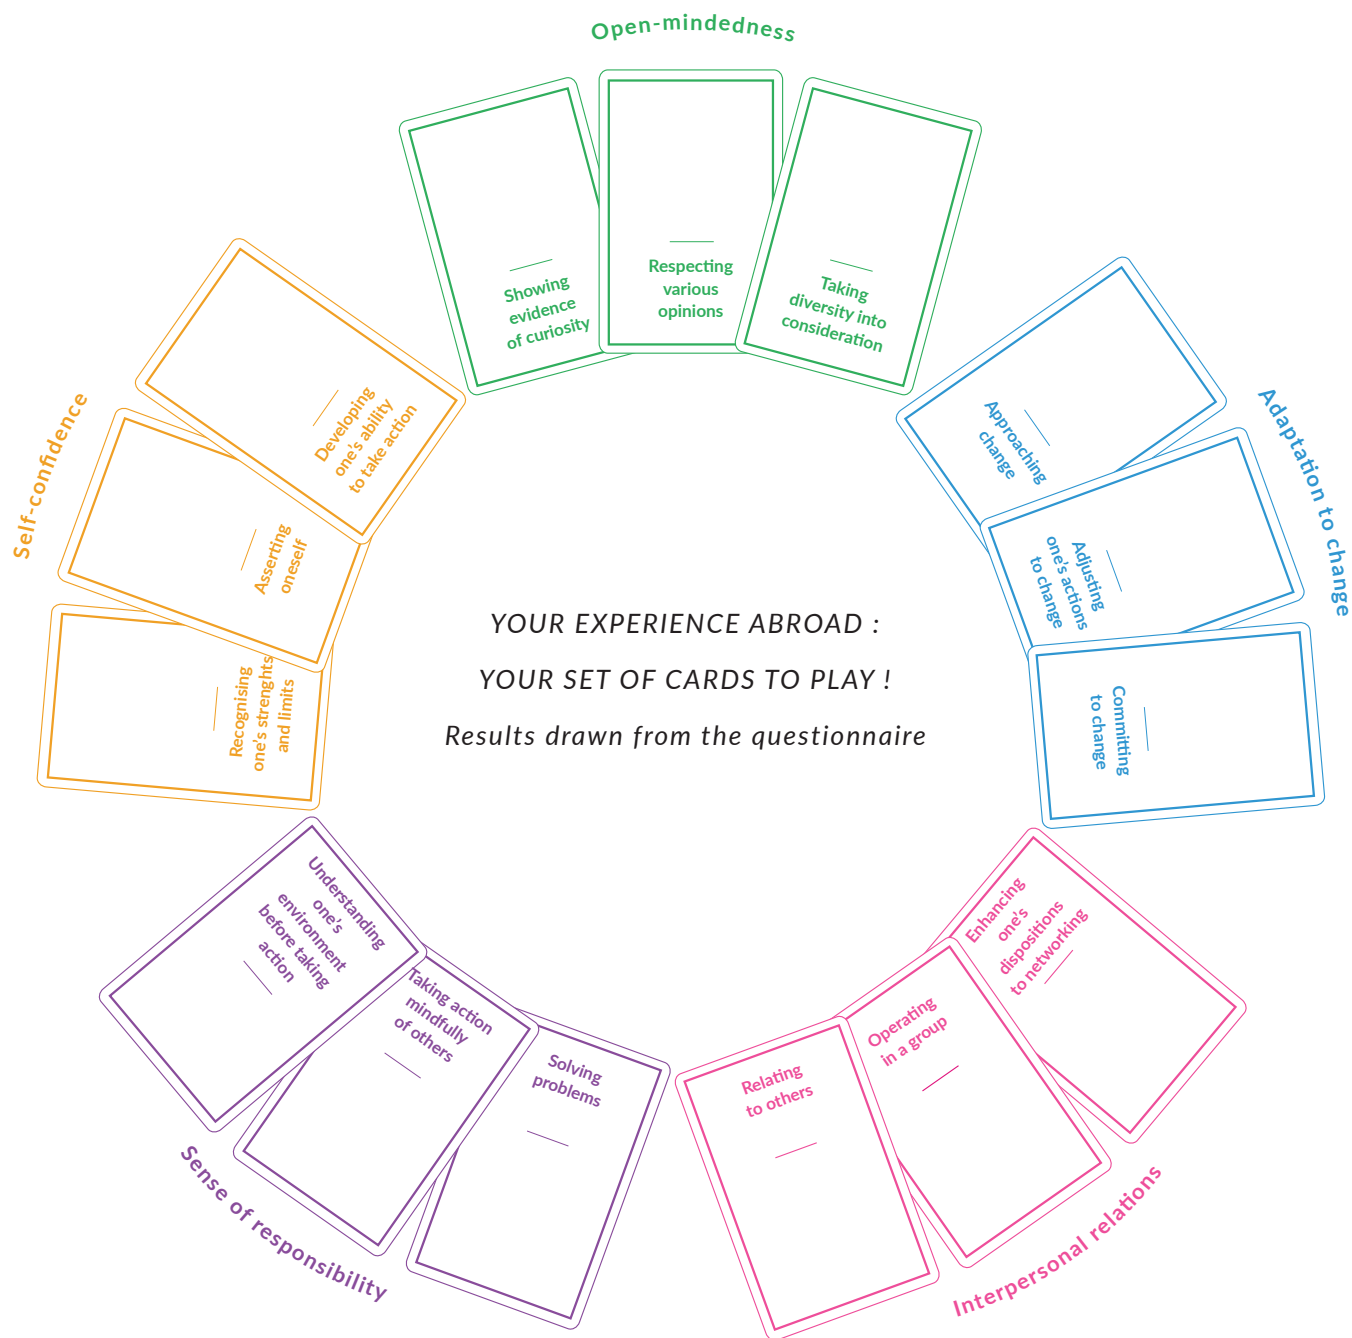 Open-mindedness
Showing
evidence
of curiosity
Respecting
various
opinions
Taking
diversity into
consideration
Adaptation to change
Approaching
change
Adjusting
one's actions
to change
Committing
to change
Interpersonal relations
Enhancing
one's
dispositions
to networking
Operating
in a group
Relating
to others
Sense of responsibility
Solving
problems
Taking action
mindfully
of others
Understanding
one's
environment
before taking
action
Self-confidence
Recognising
one's strenghts
and limits
Asserting
oneself
Developing
one's ability
to take action
YOUR EXPERIENCE ABROAD :
YOUR SET OF CARDS TO PLAY !
Results drawn from the questionnaire